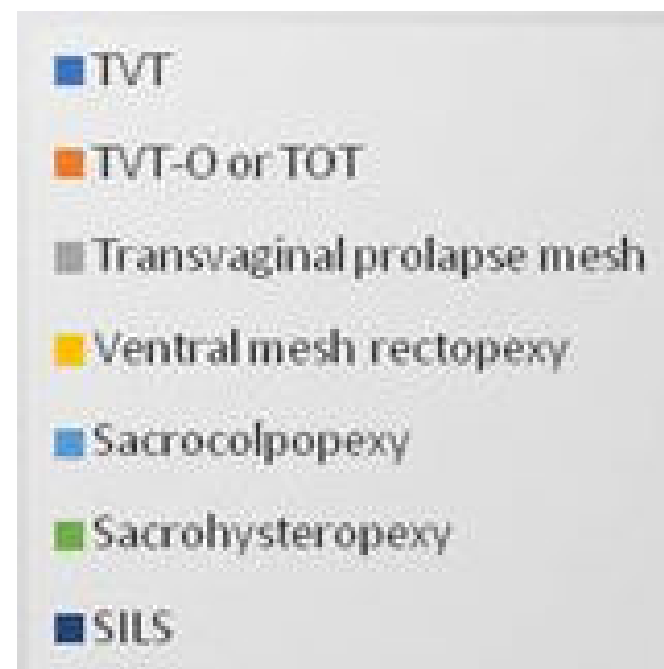 TVT
TVT-O or TOT
Transvaginal prolapse mesh
Ventral mesh rectopexy
Sacrocolpopexy
Sacrohysteropexy
SILS